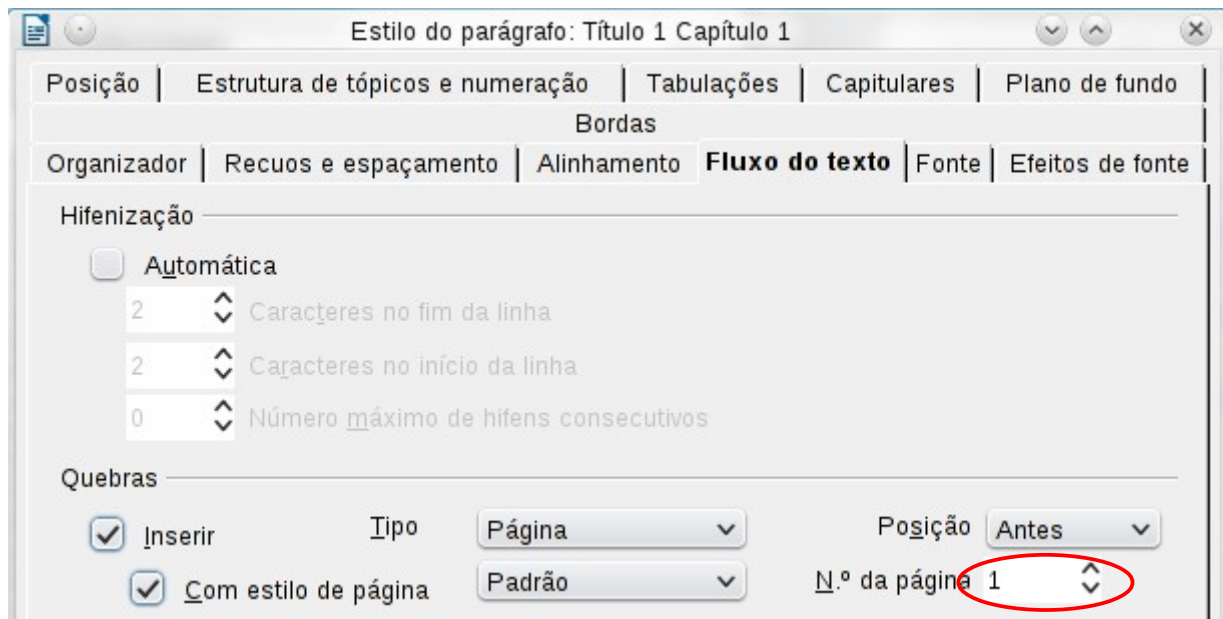 Estilo do parágrafo: Título 1 Capítulo 1
Posição Estrutura de tópicos e numeração Tabulações Capitulares Plano de fundo
Bordas
Organizador Recuos e espaçamento Alinhamento Fluxo do texto Fonte Efeitos de fonte
Hifenização
Automática
2 Caracteres no fim da linha
2 Caracteres no início da linha
0 Número máximo de hifens consecutivos
Quebras
Inserir Tipo Página Posição Antes
Com estilo de página Padrão N.º da página 1